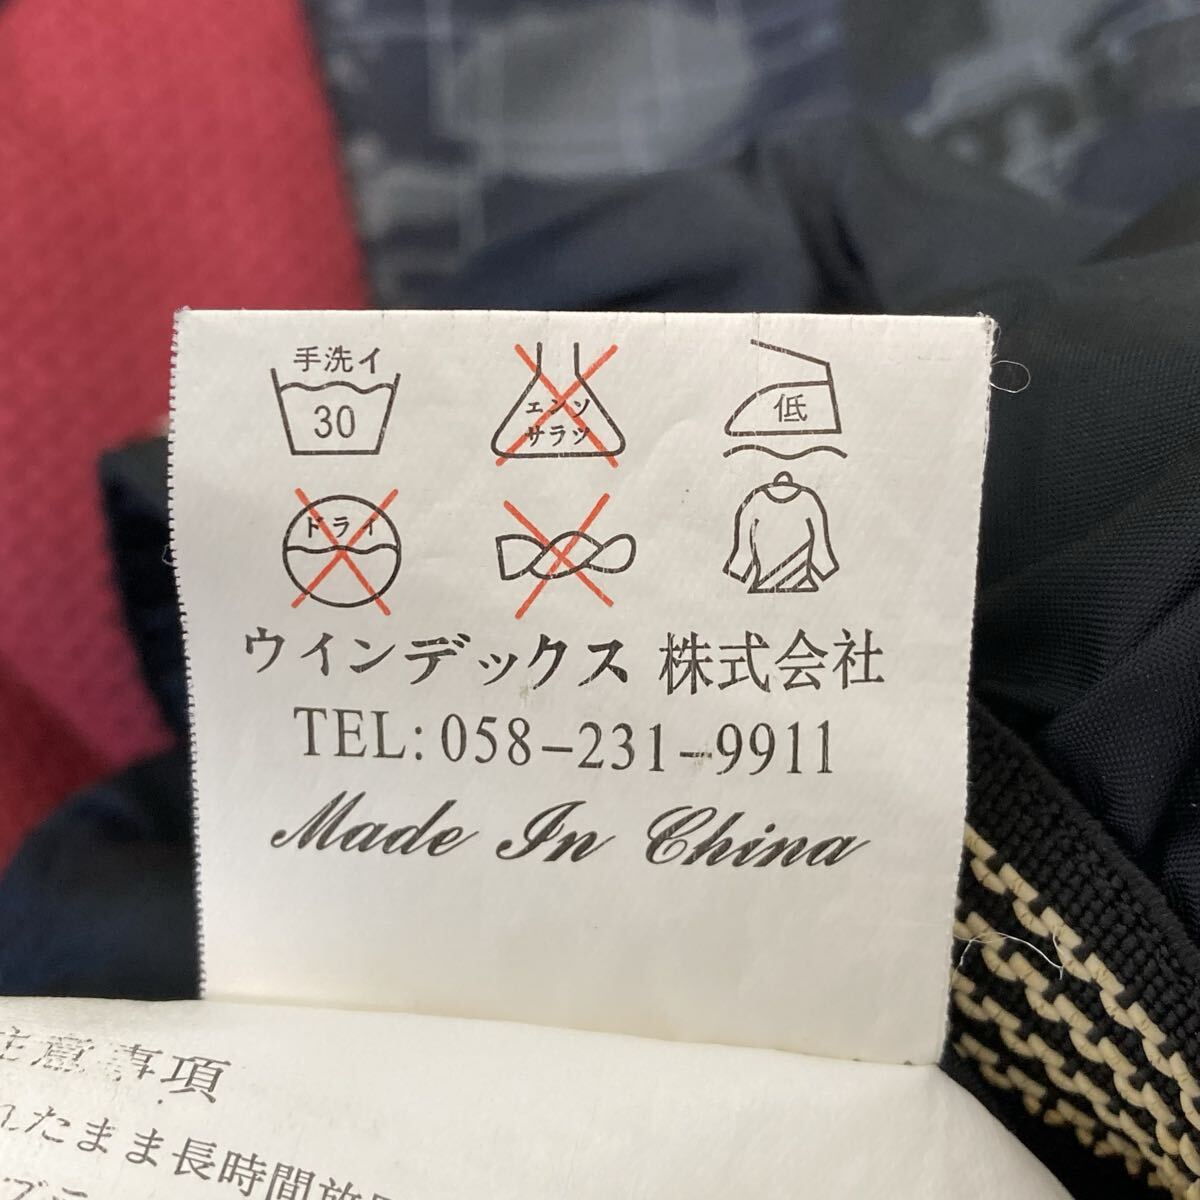 手洗イ
30
エンソ
サラツ
低
ドライ
ウインデックス 株式会社
TEL: 058-231-9911
Made In China
注意事項
れたまま長時間放